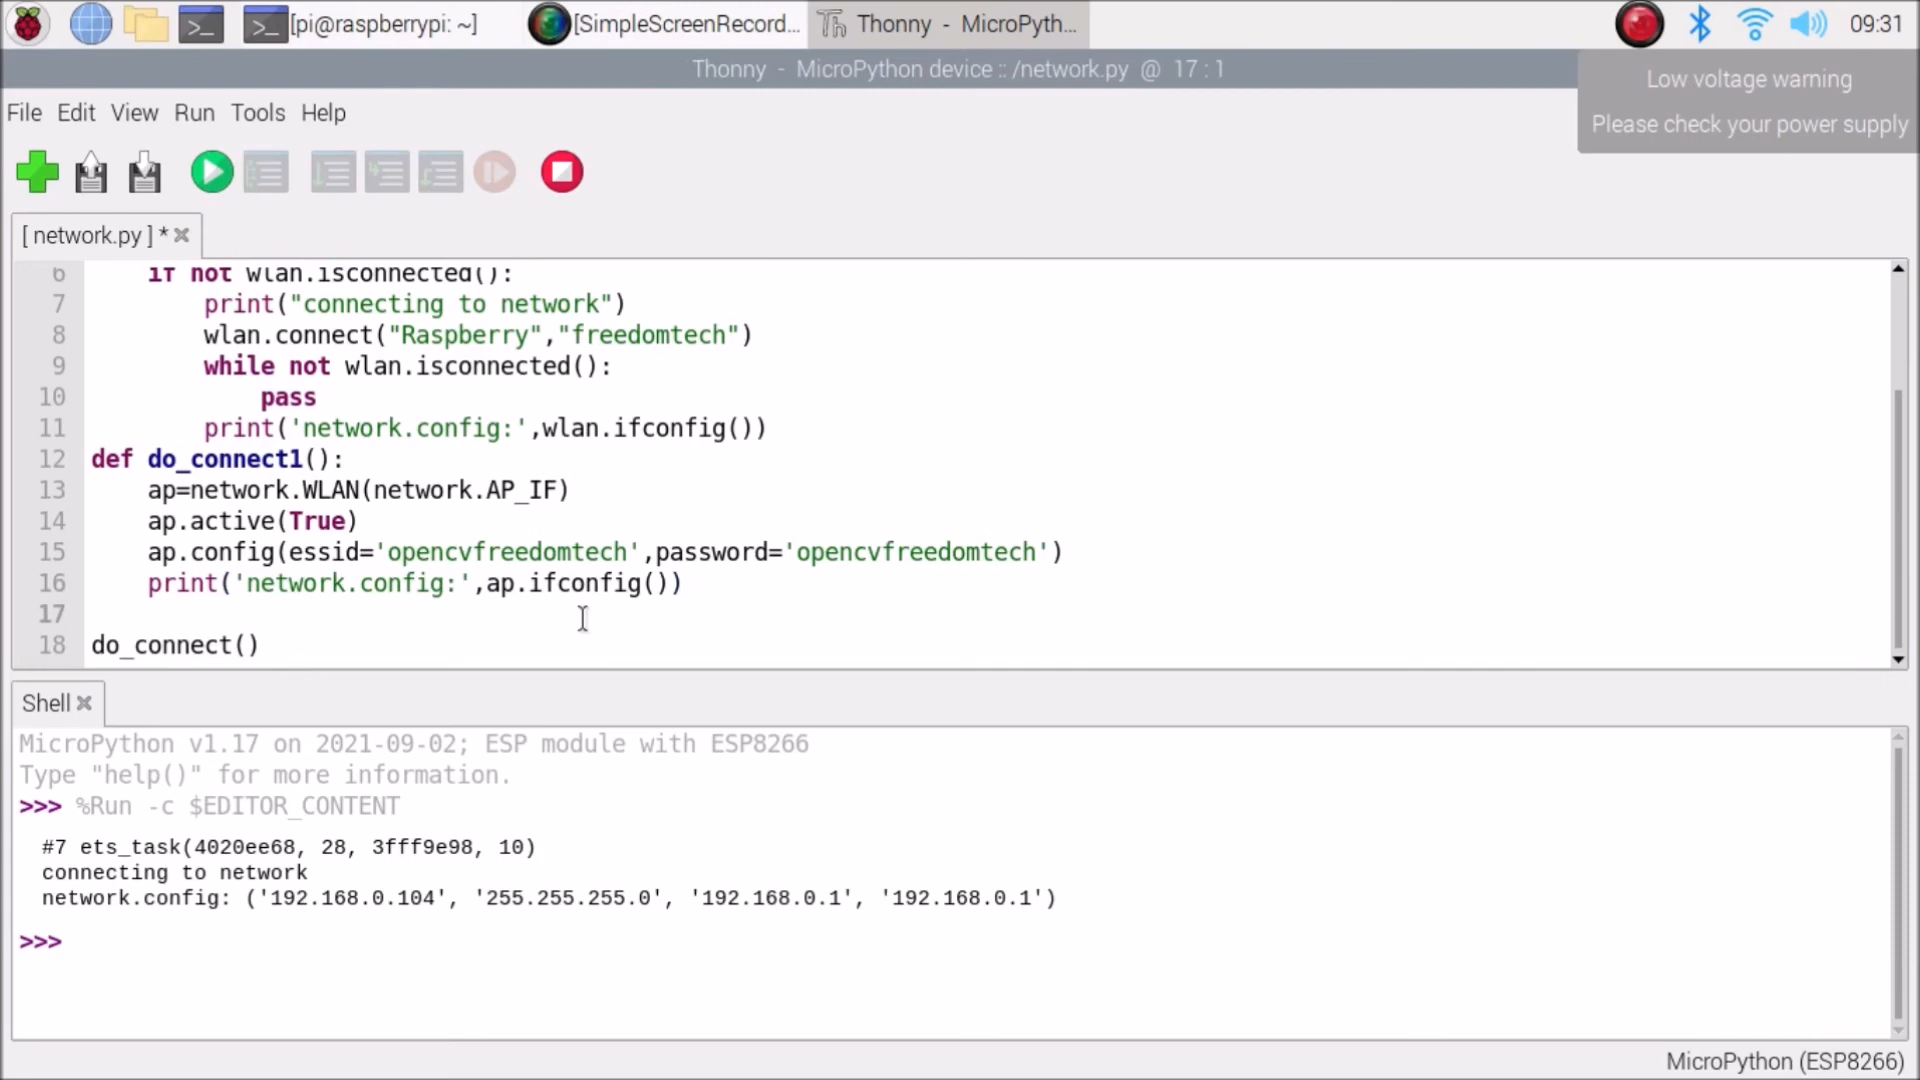 [pi@raspberrypi: ~]
[SimpleScreenRecord...
Thonny - MicroPyth...
09:31
Thonny - MicroPython device :: /network.py @ 17 : 1
Low voltage warning
Please check your power supply
File Edit View Run Tools Help
[ network.py ] *
6 if not wlan.isconnected():
7 print("connecting to network")
8 wlan.connect("Raspberry","freedomtech")
9 while not wlan.isconnected():
10 pass
11 print('network.config:',wlan.ifconfig())
12 def do_connect1():
13 ap=network.WLAN(network.AP_IF)
14 ap.active(True)
15 ap.config(essid='opencvfreedomtech',password='opencvfreedomtech')
16 print('network.config:',ap.ifconfig())
17
18 do_connect()
Shell
MicroPython v1.17 on 2021-09-02; ESP module with ESP8266
Type "help()" for more information.
>>> %Run -c $EDITOR_CONTENT
#7 ets_task(4020ee68, 28, 3fff9e98, 10)
connecting to network
network.config: ('192.168.0.104', '255.255.255.0', '192.168.0.1', '192.168.0.1')
>>>
MicroPython (ESP8266)